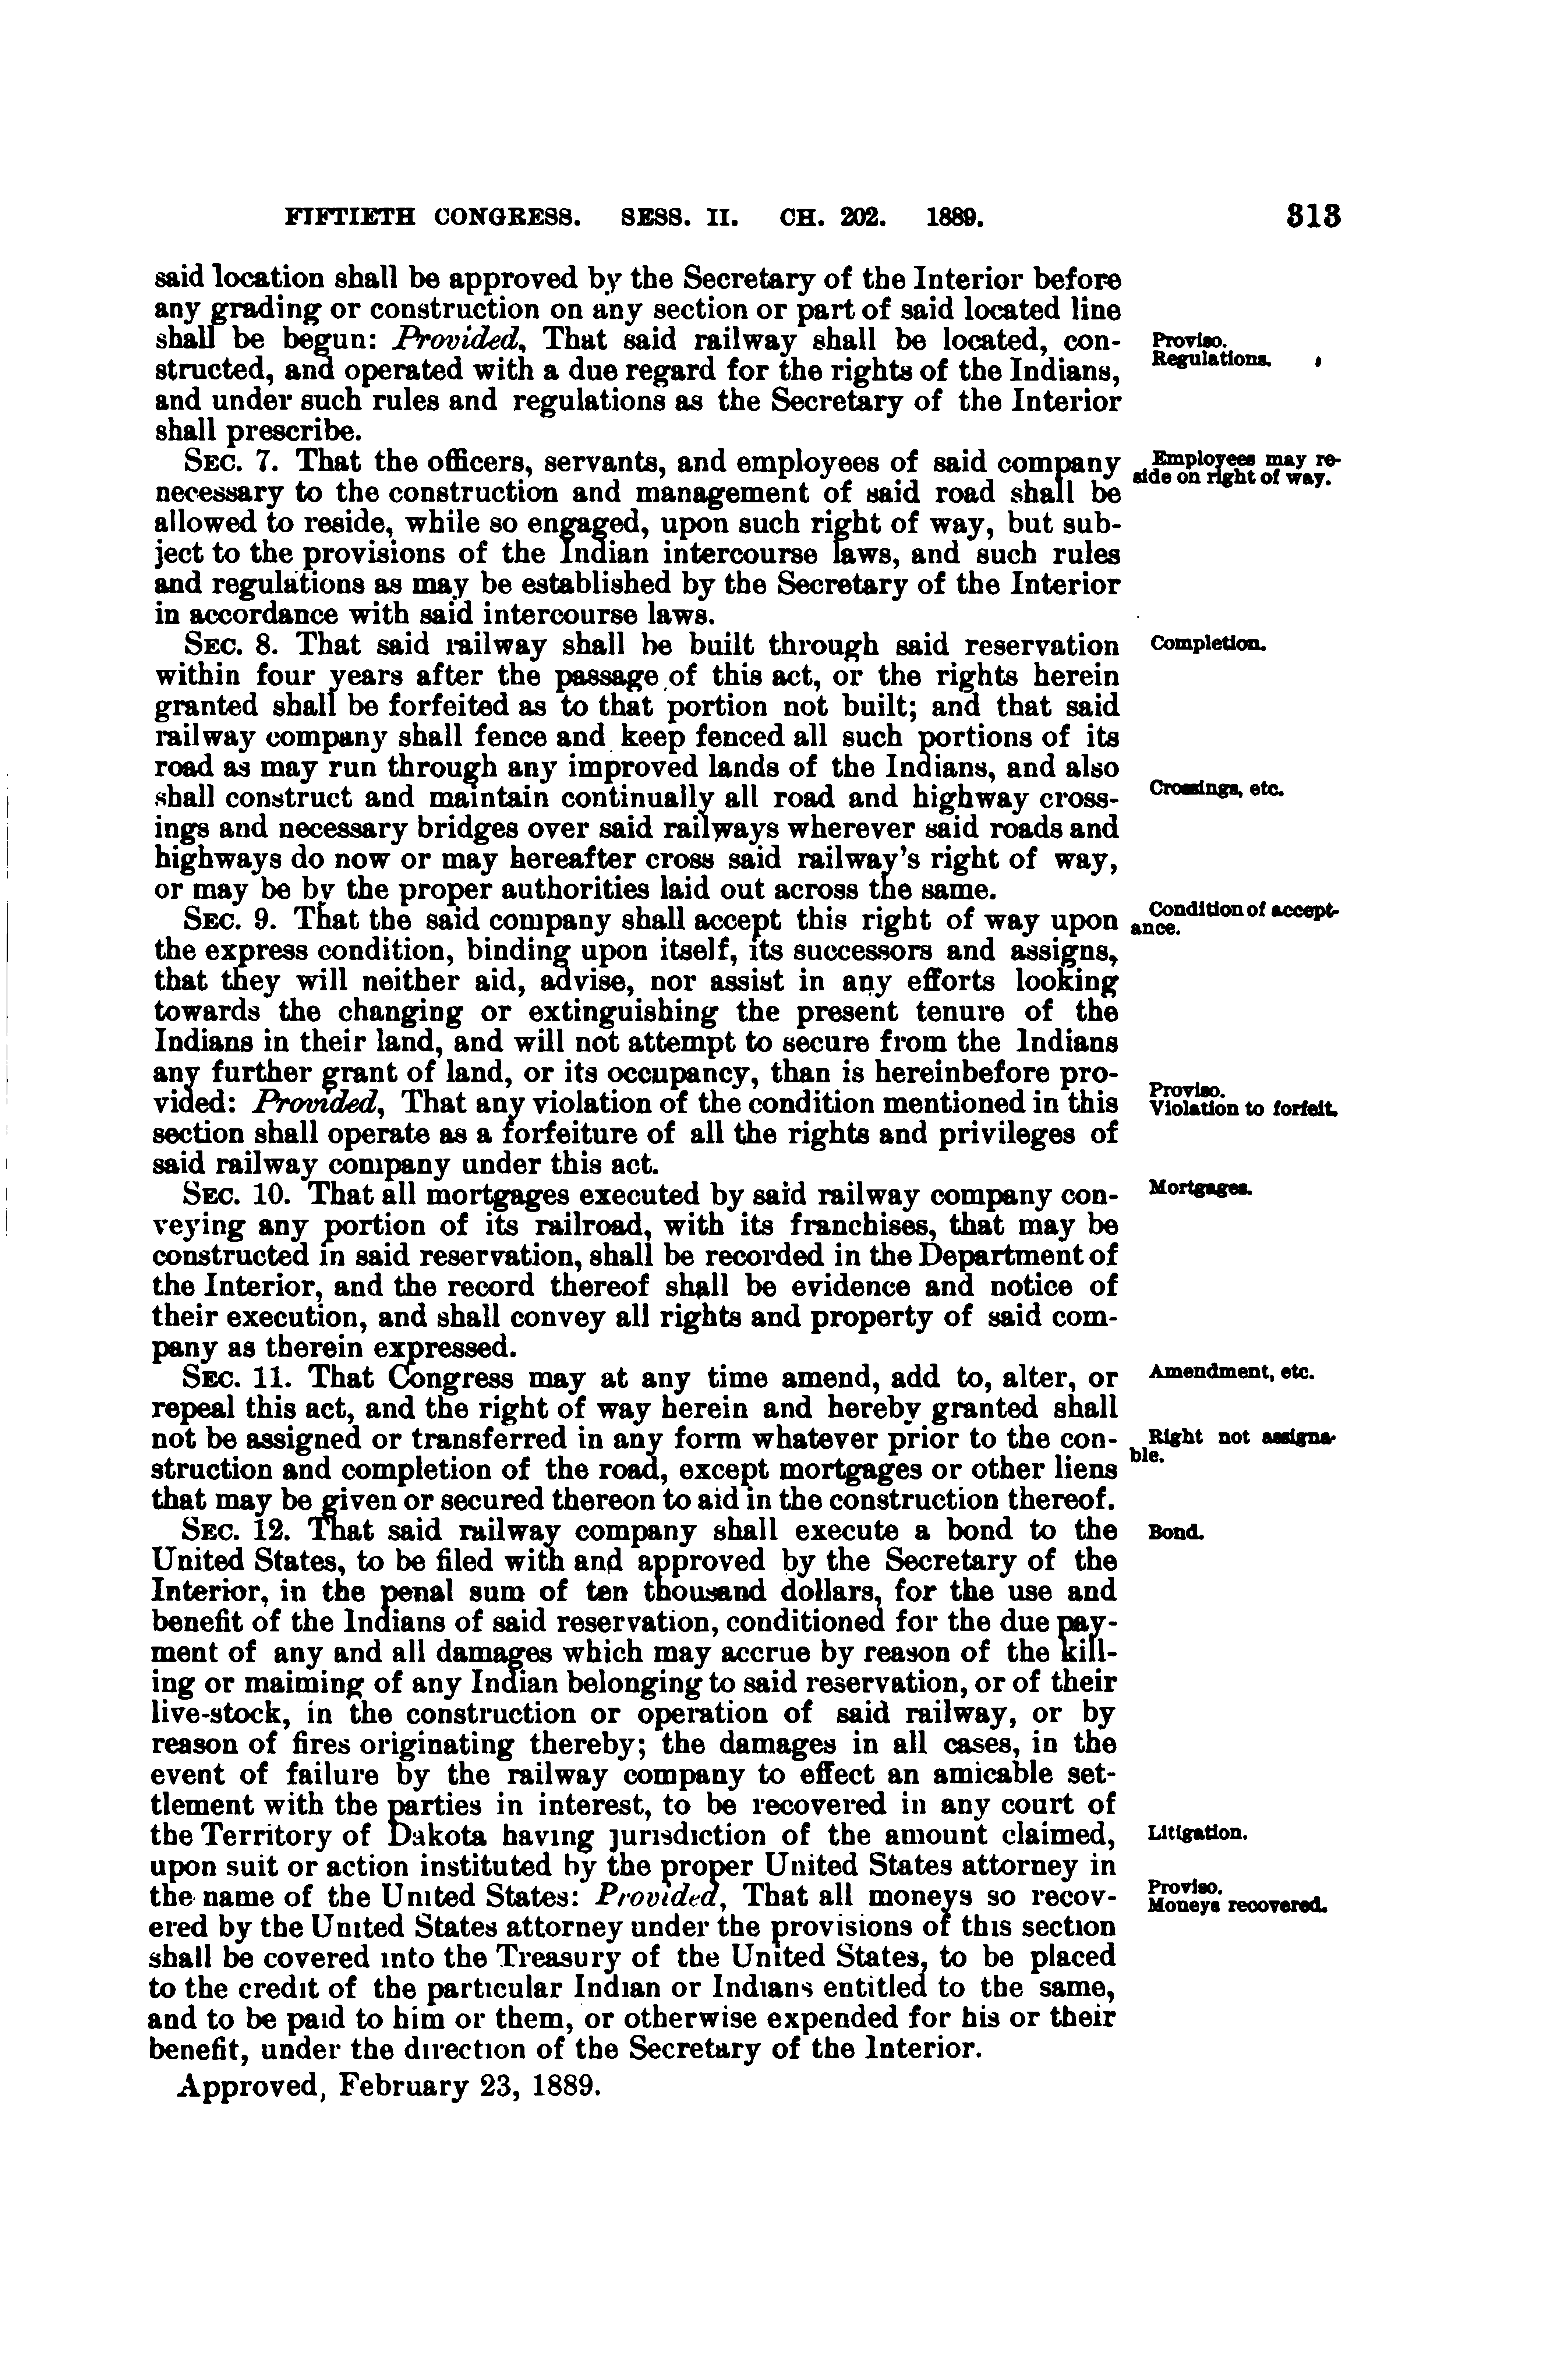 FIFTIETH CONGRESS. SESS. II. CH. 202. 1889. 313
said location shall be approved by the Secretary of the Interior before
any grading or construction on any section or part of said located line
shall be begun: Provided, That said railway shall be located, con-
Proviso.
Regulations.
structed, and operated with a due regard for the rights of the Indians,
and under such rules and regulations as the Secretary of the Interior
shall prescribe.
SEC. 7. That the officers, servants, and employees of said company
Employees may re-
side on right of way.
necessary to the construction and management of said road shall be
allowed to reside, while so engaged, upon such right of way, but sub-
ject to the provisions of the Indian intercourse laws, and such rules
and regulations as may be established by the Secretary of the Interior
in accordance with said intercourse laws.
SEC. 8. That said railway shall be built through said reservation
Completion.
within four years after the passage of this act, or the rights herein
granted shall be forfeited as to that portion not built; and that said
railway company shall fence and keep fenced all such portions of its
road as may run through any improved lands of the Indians, and also
shall construct and maintain continually all road and highway cross-
Crossings, etc.
ings and necessary bridges over said railways wherever said roads and
highways do now or may hereafter cross said railway's right of way,
or may be by the proper authorities laid out across the same.
SEC. 9. That the said company shall accept this right of way upon
Condition of accept-
ance.
the express condition, binding upon itself, its successors and assigns,
that they will neither aid, advise, nor assist in any efforts looking
towards the changing or extinguishing the present tenure of the
Indians in their land, and will not attempt to secure from the Indians
any further grant of land, or its occupancy, than is hereinbefore pro-
vided: Provided, That any violation of the condition mentioned in this
Proviso.
Violation to forfeit.
section shall operate as a forfeiture of all the rights and privileges of
said railway company under this act.
SEC. 10. That all mortgages executed by said railway company con-
Mortgages.
veying any portion of its railroad, with its franchises, that may be
constructed in said reservation, shall be recorded in the Department of
the Interior, and the record thereof shall be evidence and notice of
their execution, and shall convey all rights and property of said com-
pany as therein expressed.
SEC. 11. That Congress may at any time amend, add to, alter, or
Amendment, etc.
repeal this act, and the right of way herein and hereby granted shall
not be assigned or transferred in any form whatever prior to the con-
Right not assigna-
ble.
struction and completion of the road, except mortgages or other liens
that may be given or secured thereon to aid in the construction thereof.
SEC. 12. That said railway company shall execute a bond to the
Bond.
United States, to be filed with and approved by the Secretary of the
Interior, in the penal sum of ten thousand dollars, for the use and
benefit of the Indians of said reservation, conditioned for the due pay-
ment of any and all damages which may accrue by reason of the kill-
ing or maiming of any Indian belonging to said reservation, or of their
live-stock, in the construction or operation of said railway, or by
reason of fires originating thereby; the damages in all cases, in the
event of failure by the railway company to effect an amicable set-
tlement with the parties in interest, to be recovered in any court of
the Territory of Dakota having jurisdiction of the amount claimed,
Litigation.
upon suit or action instituted by the proper United States attorney in
the name of the United States: Provided, That all moneys so recov-
Proviso.
Moneys recovered.
ered by the United States attorney under the provisions of this section
shall be covered into the Treasury of the United States, to be placed
to the credit of the particular Indian or Indians entitled to the same,
and to be paid to him or them, or otherwise expended for his or their
benefit, under the direction of the Secretary of the Interior.
Approved, February 23, 1889.